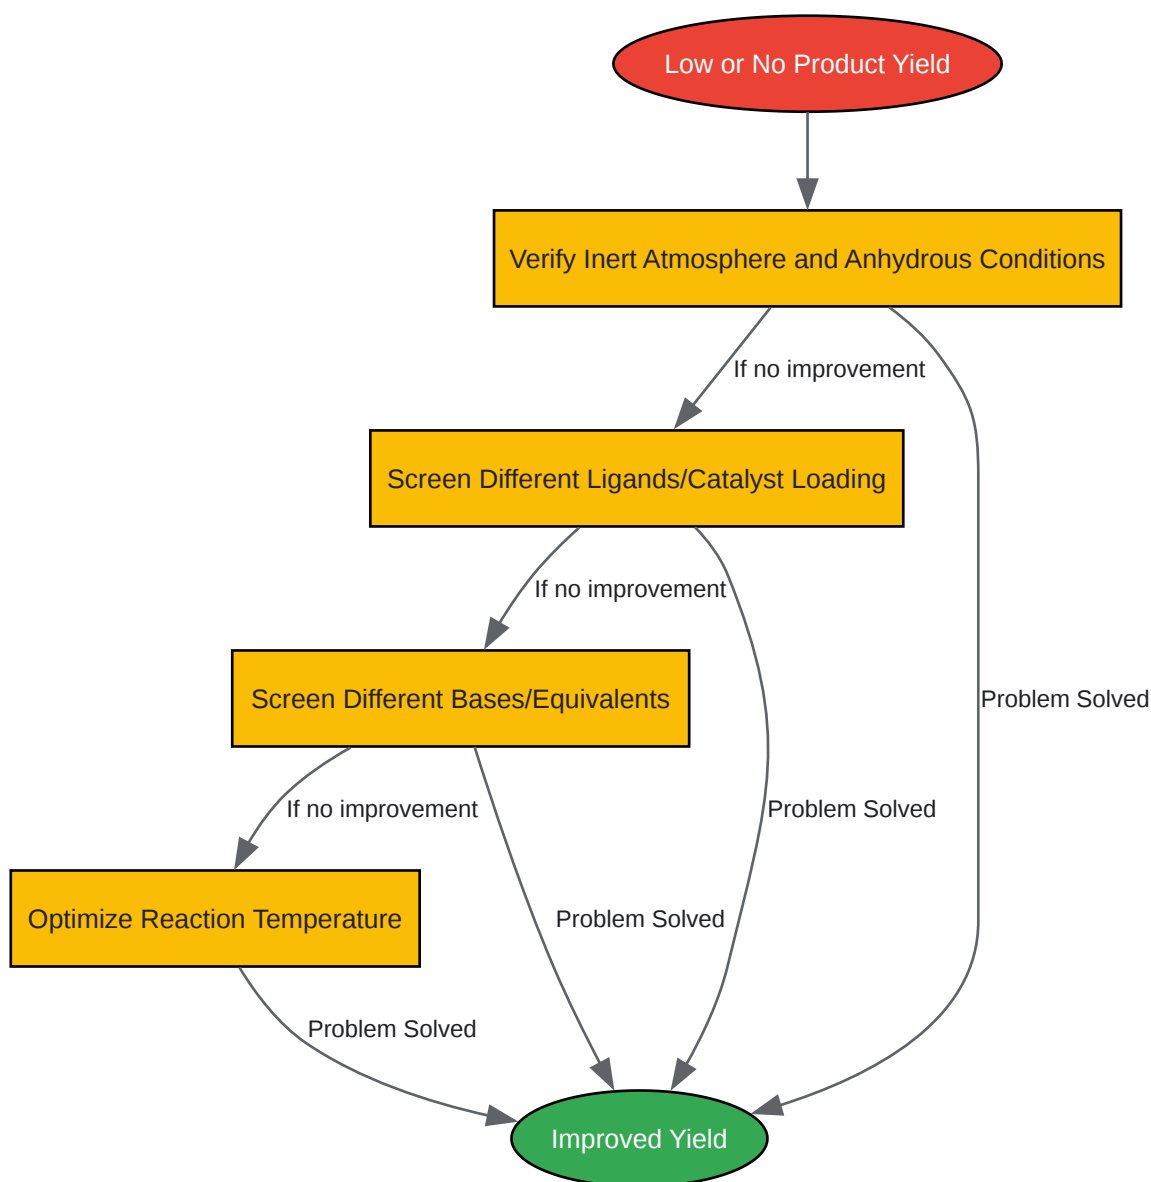 Low or No Product Yield
Verify Inert Atmosphere and Anhydrous Conditions
If no improvement
Screen Different Ligands/Catalyst Loading
If no improvement
Screen Different Bases/Equivalents
Problem Solved
If no improvement
Problem Solved
Optimize Reaction Temperature
Problem Solved
Problem Solved
Improved Yield